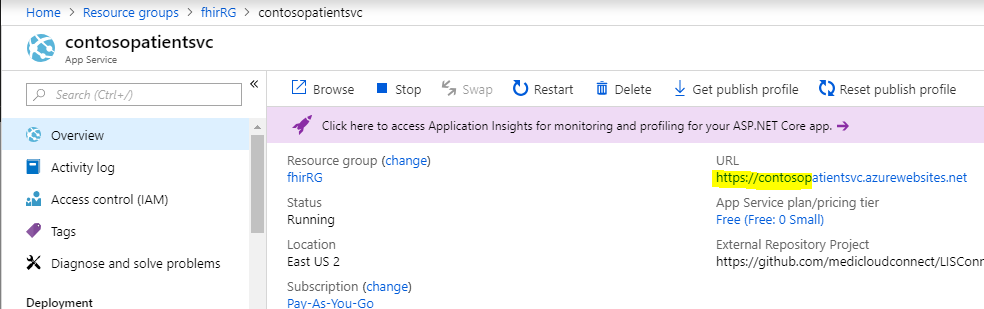 Home > Resource groups > fhirRG > contosopatientsvc
contosopatientsvc
App Service
Search (Ctrl+/)
Overview
Activity log
Access control (IAM)
Tags
Diagnose and solve problems
Deployment
Browse Stop Swap Restart Delete Get publish profile Reset publish profile
Click here to access Application Insights for monitoring and profiling for your ASP.NET Core app.
Resource group (change)
fhirRG
Status
Running
Location
East US 2
Subscription (change)
Pay-As-You-Go
URL
https://contosopatientsvc.azurewebsites.net
App Service plan/pricing tier
Free (Free: 0 Small)
External Repository Project
https://github.com/medicloudconnect/LISConn